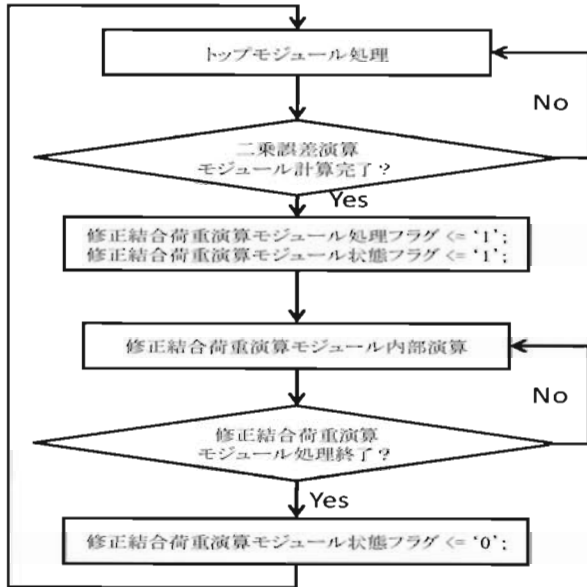 トップモジュール処理
No
二乗誤差演算
モジュール計算完了?
Yes
修正結合荷重演算モジュール処理フラグ <= ‘1’;
修正結合荷重演算モジュール状態フラグ <= ‘1’;
修正結合荷重演算モジュール内部演算
No
修正結合荷重演算
モジュール処理終了?
Yes
修正結合荷重演算モジュール状態フラグ <= ‘0’;